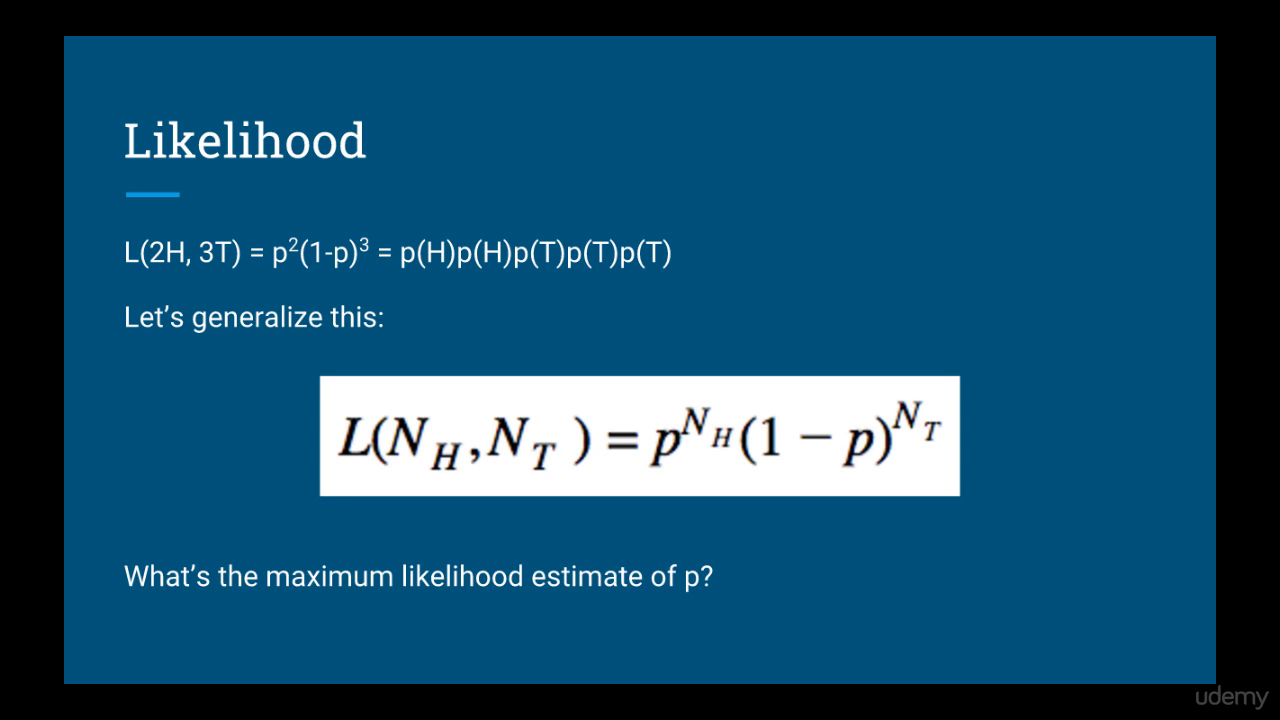 Likelihood
L(2H, 3T) = p²(1-p)³ = p(H)p(H)p(T)p(T)p(T)
Let’s generalize this:
L(N_H, N_T) = p^{N_H}(1 − p)^{N_T}
What’s the maximum likelihood estimate of p?
udemy